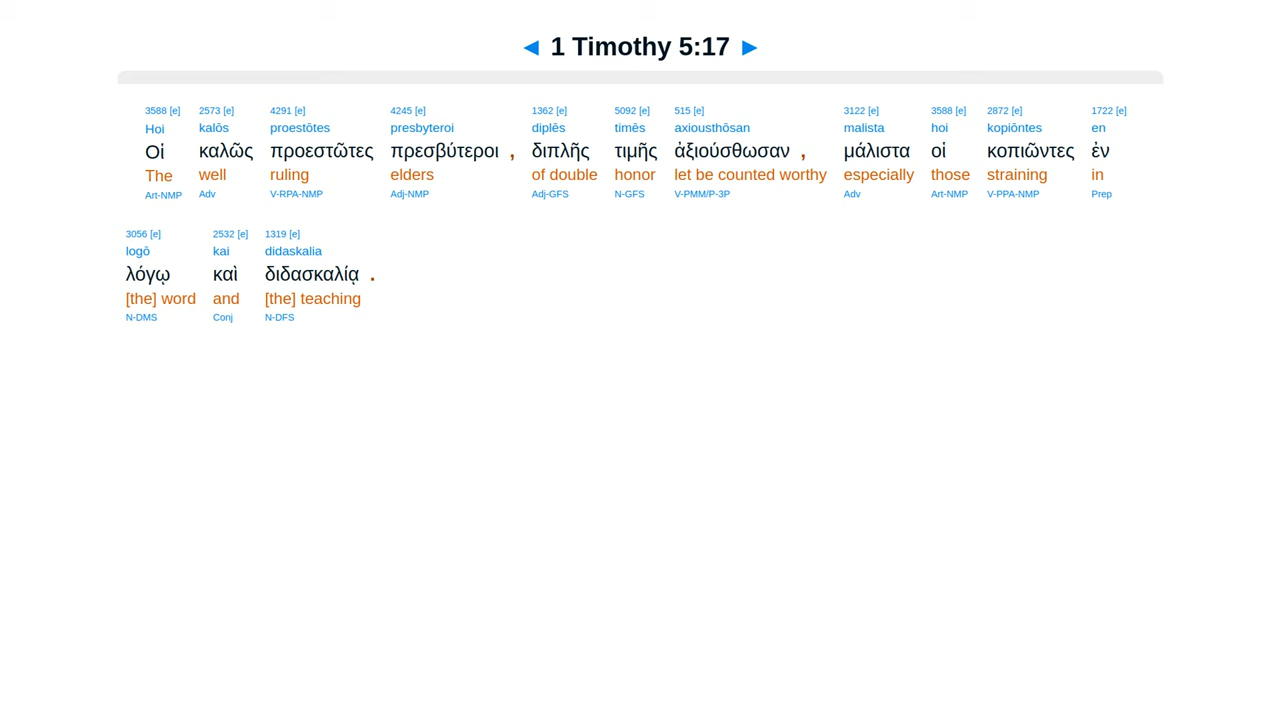 ◄ 1 Timothy 5:17 ►
3588 [e] 2573 [e] 4291 [e] 4245 [e] 1362 [e] 5092 [e] 515 [e] 3122 [e] 3588 [e] 2872 [e] 1722 [e]
Hoi kalōs proestōtes presbyteroi diplēs timēs axiousthōsan malista hoi kopiōntes en
Οἱ καλῶς προεστῶτες πρεσβύτεροι , διπλῆς τιμῆς ἀξιούσθωσαν , μάλιστα οἱ κοπιῶντες ἐν
The well ruling elders of double honor let be counted worthy especially those straining in
Art-NMP Adv V-RPA-NMP Adj-NMP Adj-GFS N-GFS V-PMM/P-3P Adv Art-NMP V-PPA-NMP Prep
3056 [e] 2532 [e] 1319 [e]
logō kai didaskalia
λόγῳ καὶ διδασκαλίᾳ .
[the] word and [the] teaching
N-DMS Conj N-DFS